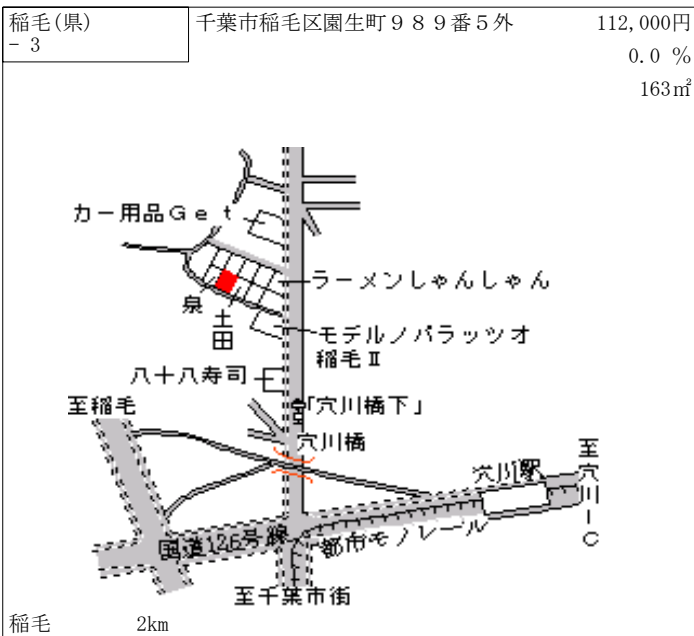 稲毛(県)
- 3
千葉市稲毛区園生町９８９番５外
112,000円
0.0 %
163㎡
カー用品Ｇｅｔ
ラーメンしゃんしゃん
泉
土田
モデルノパラッツオ
稲毛Ⅱ
八十八寿司
至稲毛
「穴川橋下」
穴川橋
穴川駅
至穴川ＩＣ
国道126号線
都市モノレール
至千葉市街
稲毛 2km